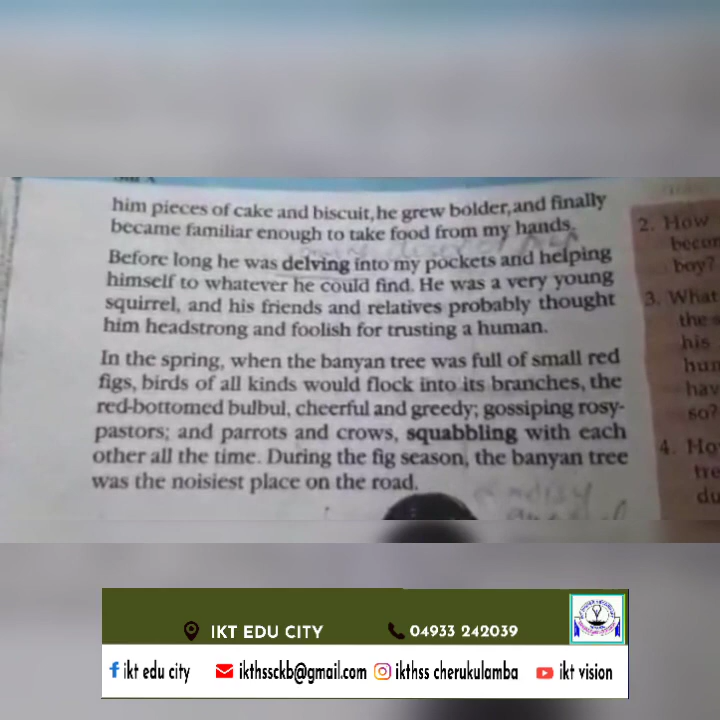 him pieces of cake and biscuit, he grew bolder, and finally
became familiar enough to take food from my hands.
Before long he was delving into my pockets and helping
himself to whatever he could find. He was a very young
squirrel, and his friends and relatives probably thought
him headstrong and foolish for trusting a human.
In the spring, when the banyan tree was full of small red
figs, birds of all kinds would flock into its branches, the
red-bottomed bulbul, cheerful and greedy; gossiping rosy-
pastors; and parrots and crows, squabbling with each
other all the time. During the fig season, the banyan tree
was the noisiest place on the road.
2. How
boy?
3. What
his
so?
4.
IKT EDU CITY
04933 242039
ikt edu city
ikthssckb@gmail.com
ikthss cherukulamba
ikt vision